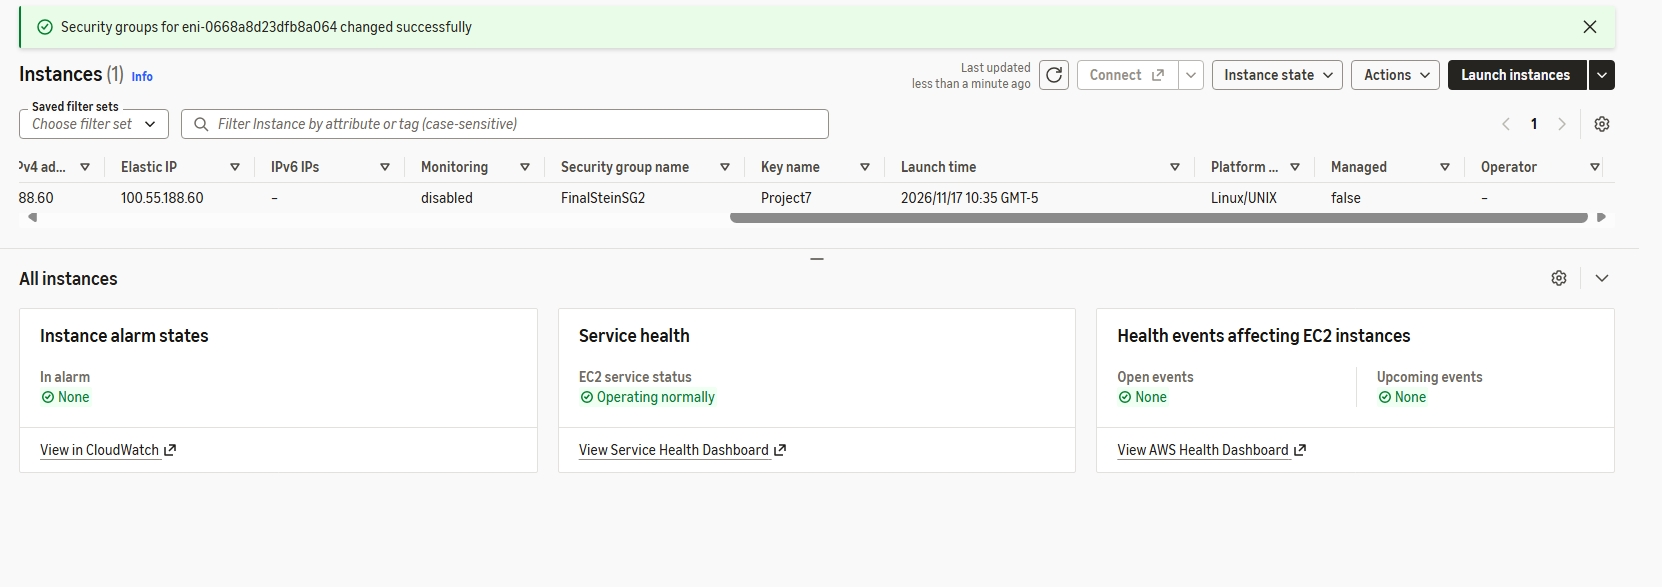 Security groups for eni-0668a8d23dfb8a064 changed successfully
Instances (1) Info
Last updated
less than a minute ago
Connect
Instance state
Actions
Launch instances
Saved filter sets
Choose filter set
Filter Instance by attribute or tag (case-sensitive)
1
Pv4 ad... Elastic IP IPv6 IPs Monitoring Security group name Key name Launch time Platform ... Managed Operator
88.60 100.55.188.60 – disabled FinalSteinSG2 Project7 2026/11/17 10:35 GMT-5 Linux/UNIX false –
All instances
Instance alarm states
In alarm
None
View in CloudWatch
Service health
EC2 service status
Operating normally
View Service Health Dashboard
Health events affecting EC2 instances
Open events Upcoming events
None None
View AWS Health Dashboard